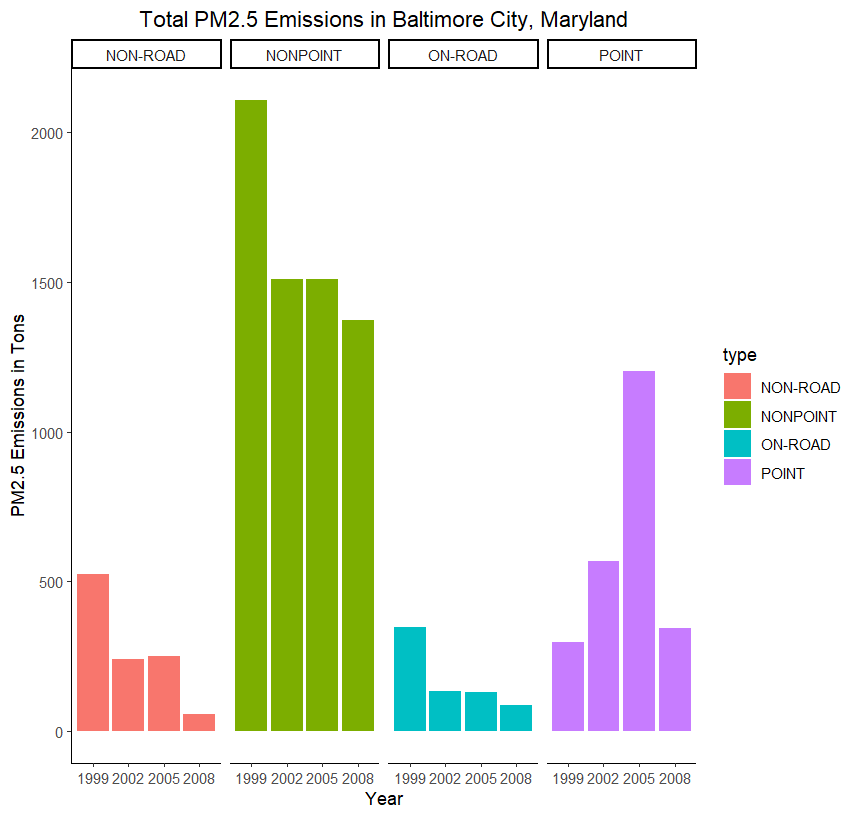 Total PM2.5 Emissions in Baltimore City, Maryland
NON-ROAD NONPOINT ON-ROAD POINT
2000
1500
1000
500
0
PM2.5 Emissions in Tons
1999 2002 2005 2008 1999 2002 2005 2008 1999 2002 2005 2008 1999 2002 2005 2008
Year
type
NON-ROAD
NONPOINT
ON-ROAD
POINT